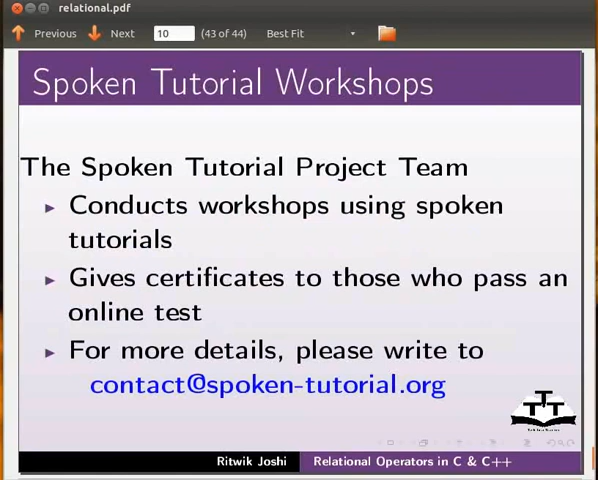 relational.pdf
Previous Next 10 (43 of 44) Best Fit
Spoken Tutorial Workshops
The Spoken Tutorial Project Team
Conducts workshops using spoken
tutorials
Gives certificates to those who pass an
online test
For more details, please write to
contact@spoken-tutorial.org
Ritwik Joshi Relational Operators in C & C++